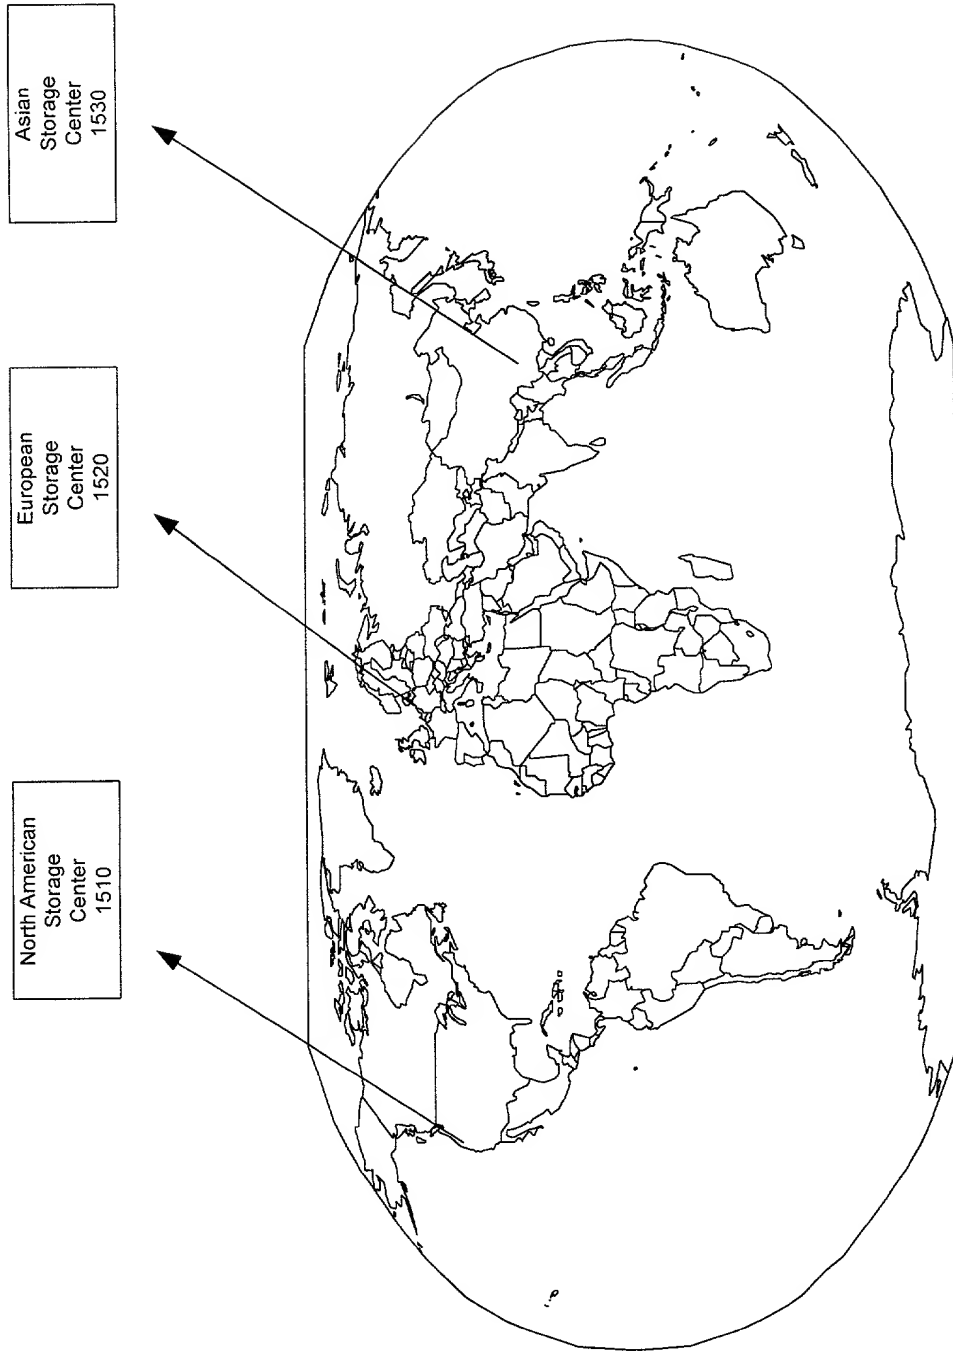 North American
Storage
Center
1510
European
Storage
Center
1520
Asian
Storage
Center
1530